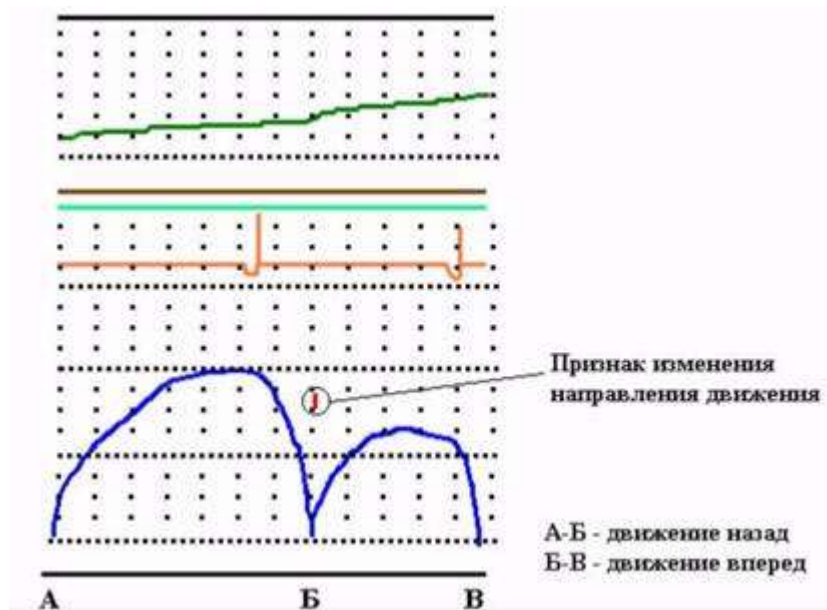 Признак изменения
направления движения
А-Б - движение назад
Б-В - движение вперед
А Б В